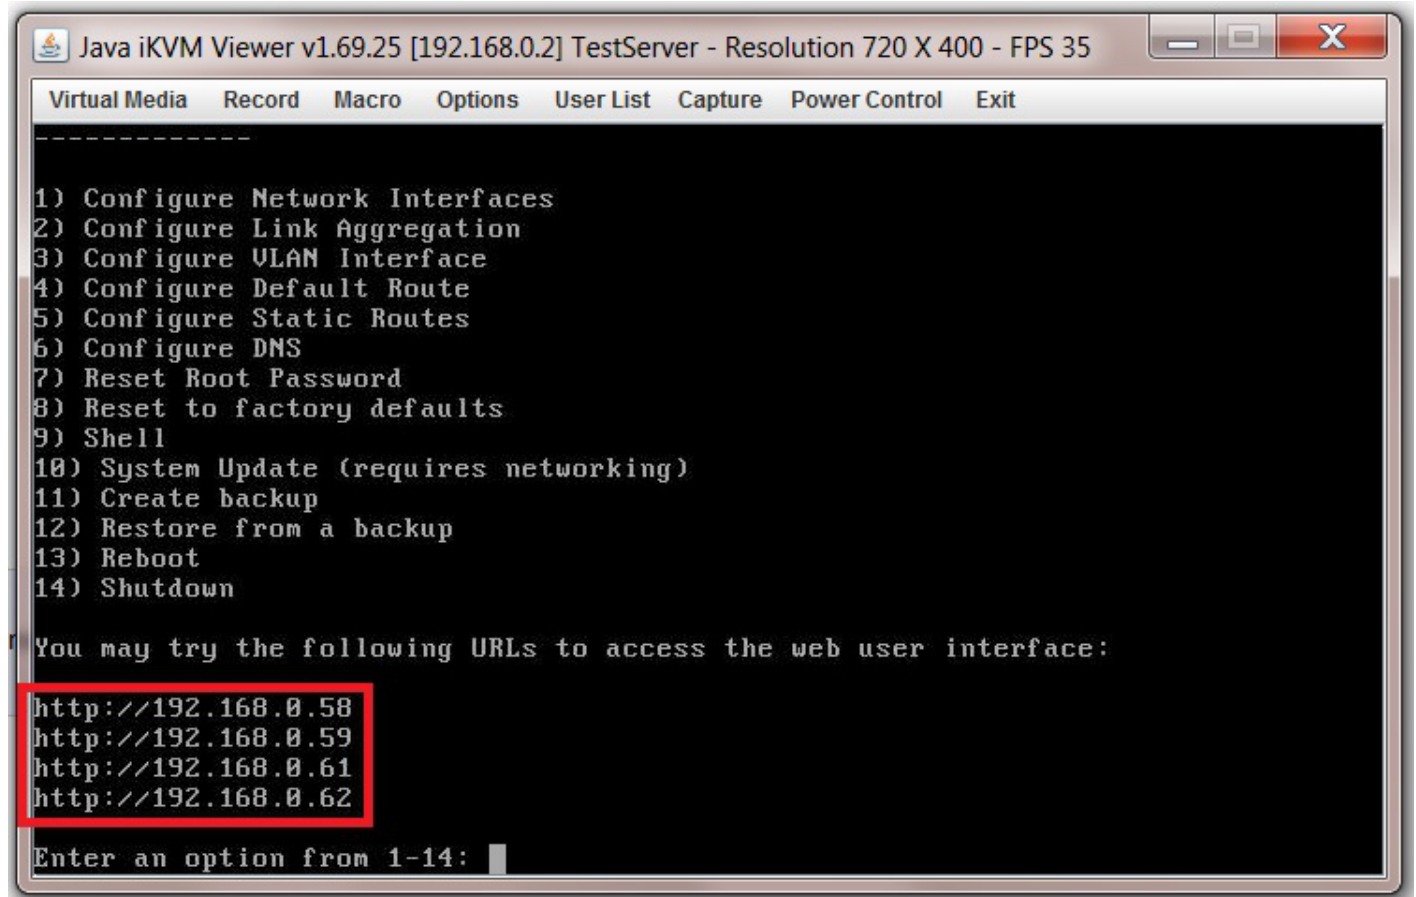 Java iKVM Viewer v1.69.25 [192.168.0.2] TestServer - Resolution 720 X 400 - FPS 35
Virtual Media Record Macro Options User List Capture Power Control Exit
-------------
1) Configure Network Interfaces
2) Configure Link Aggregation
3) Configure VLAN Interface
4) Configure Default Route
5) Configure Static Routes
6) Configure DNS
7) Reset Root Password
8) Reset to factory defaults
9) Shell
10) System Update (requires networking)
11) Create backup
12) Restore from a backup
13) Reboot
14) Shutdown
You may try the following URLs to access the web user interface:
http://192.168.0.58
http://192.168.0.59
http://192.168.0.61
http://192.168.0.62
Enter an option from 1-14: